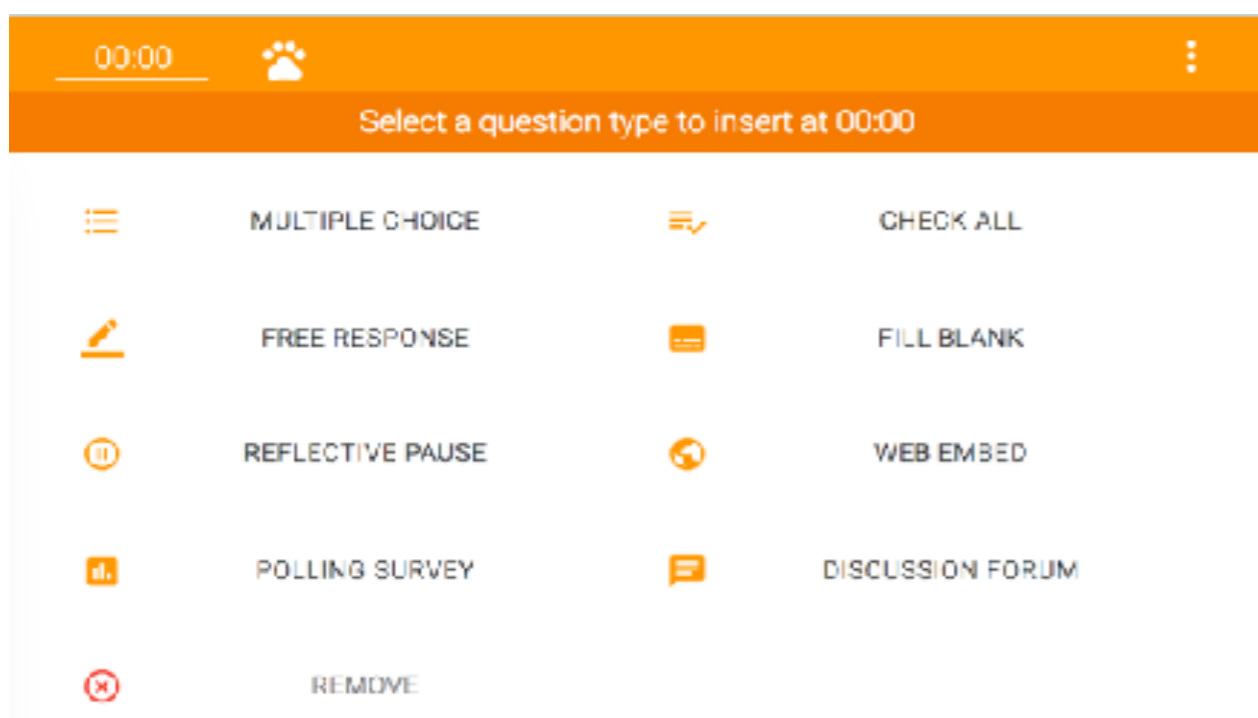 00:00
Select a question type to insert at 00:00
MULTIPLE CHOICE
CHECK ALL
FREE RESPONSE
FILL BLANK
REFLECTIVE PAUSE
WEB EMBED
POLLING SURVEY
DISCUSSION FORUM
REMOVE